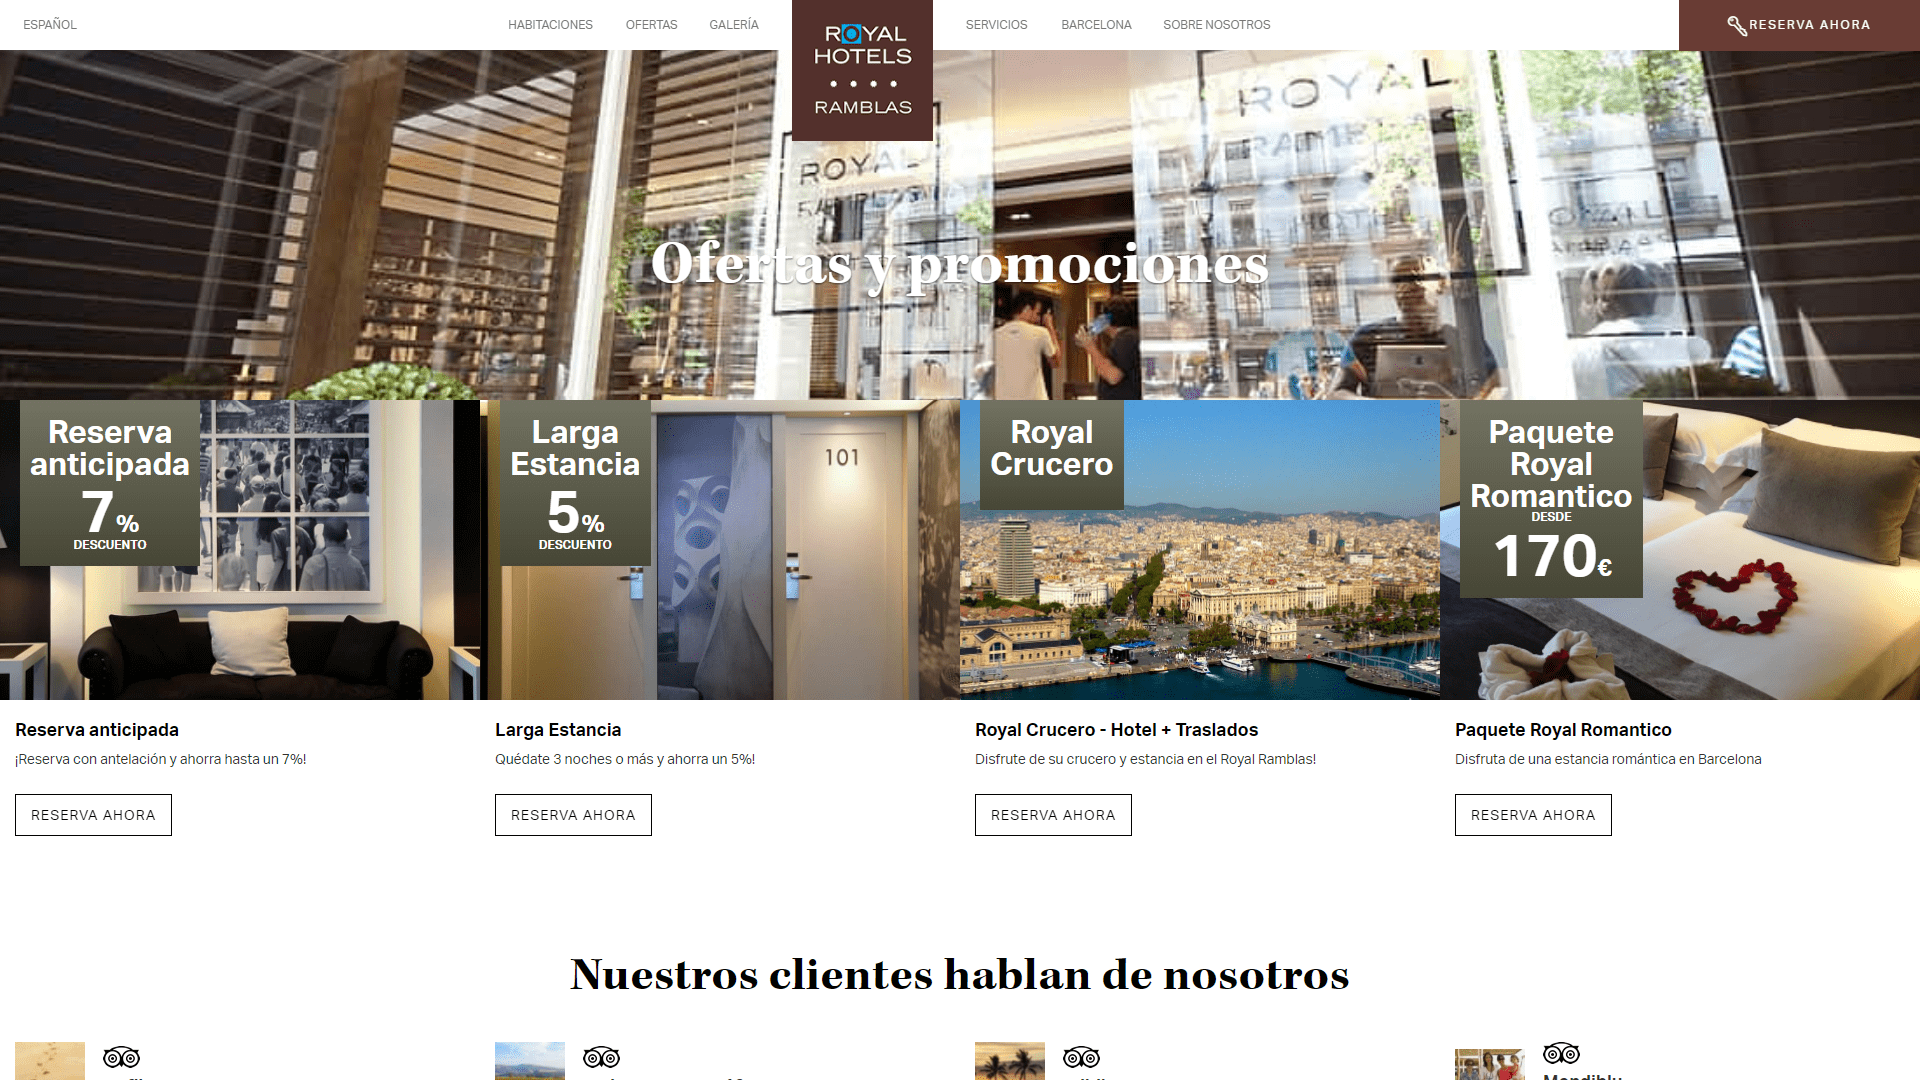 ESPAÑOL
HABITACIONES
OFERTAS
GALERÍA
ROYAL
HOTELS
RAMBLAS
SERVICIOS
BARCELONA
SOBRE NOSOTROS
RESERVA AHORA
ROYAL
ROYAL
HOTEL
ROYAL
Ofertas y promociones
Reserva
anticipada
7%
DESCUENTO
Larga
Estancia
5%
DESCUENTO
101
Royal
Crucero
Paquete
Royal
Romantico
DESDE
170€
Reserva anticipada
¡Reserva con antelación y ahorra hasta un 7%!
RESERVA AHORA
Larga Estancia
Quédate 3 noches o más y ahorra un 5%!
RESERVA AHORA
Royal Crucero - Hotel + Traslados
Disfrute de su crucero y estancia en el Royal Ramblas!
RESERVA AHORA
Paquete Royal Romantico
Disfruta de una estancia romántica en Barcelona
RESERVA AHORA
Nuestros clientes hablan de nosotros